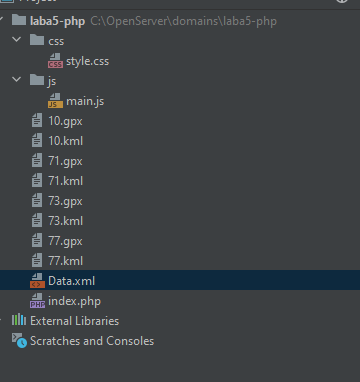 laba5-php C:\OpenServer\domains\laba5-php
css
style.css
js
main.js
10.gpx
10.kml
71.gpx
71.kml
73.gpx
73.kml
77.gpx
77.kml
Data.xml
index.php
External Libraries
Scratches and Consoles